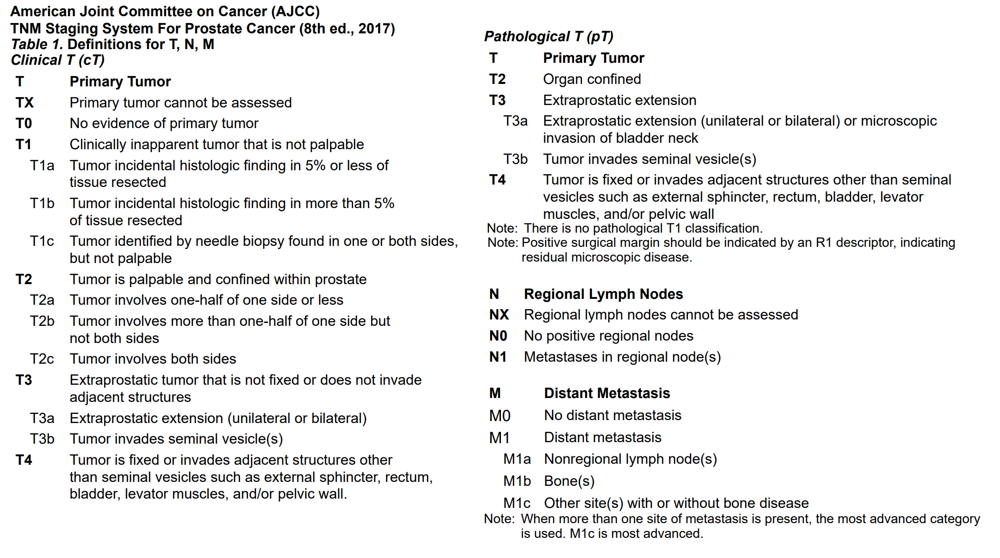 American Joint Committee on Cancer (AJCC)
TNM Staging System For Prostate Cancer (8th ed., 2017)
Table 1. Definitions for T, N, M
Clinical T (cT)
T Primary Tumor
TX Primary tumor cannot be assessed
T0 No evidence of primary tumor
T1 Clinically inapparent tumor that is not palpable
T1a Tumor incidental histologic finding in 5% or less of
tissue resected
T1b Tumor incidental histologic finding in more than 5%
of tissue resected
T1c Tumor identified by needle biopsy found in one or both sides,
but not palpable
T2 Tumor is palpable and confined within prostate
T2a Tumor involves one-half of one side or less
T2b Tumor involves more than one-half of one side but
not both sides
T2c Tumor involves both sides
T3 Extraprostatic tumor that is not fixed or does not invade
adjacent structures
T3a Extraprostatic extension (unilateral or bilateral)
T3b Tumor invades seminal vesicle(s)
T4 Tumor is fixed or invades adjacent structures other
than seminal vesicles such as external sphincter, rectum,
bladder, levator muscles, and/or pelvic wall.
Pathological T (pT)
T Primary Tumor
T2 Organ confined
T3 Extraprostatic extension
T3a Extraprostatic extension (unilateral or bilateral) or microscopic
invasion of bladder neck
T3b Tumor invades seminal vesicle(s)
T4 Tumor is fixed or invades adjacent structures other than seminal
vesicles such as external sphincter, rectum, bladder, levator
muscles, and/or pelvic wall
Note: There is no pathological T1 classification.
Note: Positive surgical margin should be indicated by an R1 descriptor, indicating
residual microscopic disease.
N Regional Lymph Nodes
NX Regional lymph nodes cannot be assessed
N0 No positive regional nodes
N1 Metastases in regional node(s)
M Distant Metastasis
M0 No distant metastasis
M1 Distant metastasis
M1a Nonregional lymph node(s)
M1b Bone(s)
M1c Other site(s) with or without bone disease
Note: When more than one site of metastasis is present, the most advanced category
is used. M1c is most advanced.